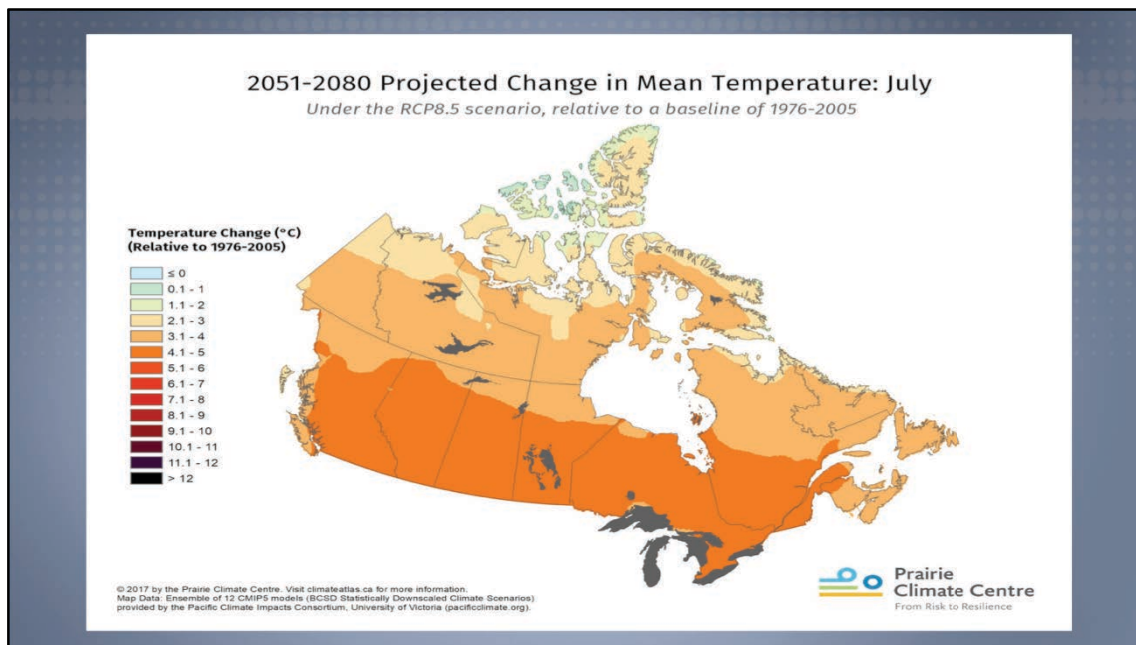 2051-2080 Projected Change in Mean Temperature: July
Under the RCP8.5 scenario, relative to a baseline of 1976-2005
Temperature Change (°C)
(Relative to 1976-2005)
≤ 0
0.1 - 1
1.1 - 2
2.1 - 3
3.1 - 4
4.1 - 5
5.1 - 6
6.1 - 7
7.1 - 8
8.1 - 9
9.1 - 10
10.1 - 11
11.1 - 12
> 12
© 2017 by the Prairie Climate Centre. Visit climateatlas.ca for more information.
Map Data: Ensemble of 12 CMIP5 models (BCSD Statistically Downscaled Climate Scenarios)
provided by the Pacific Climate Impacts Consortium, University of Victoria (pacificclimate.org).
Prairie
Climate Centre
From Risk to Resilience